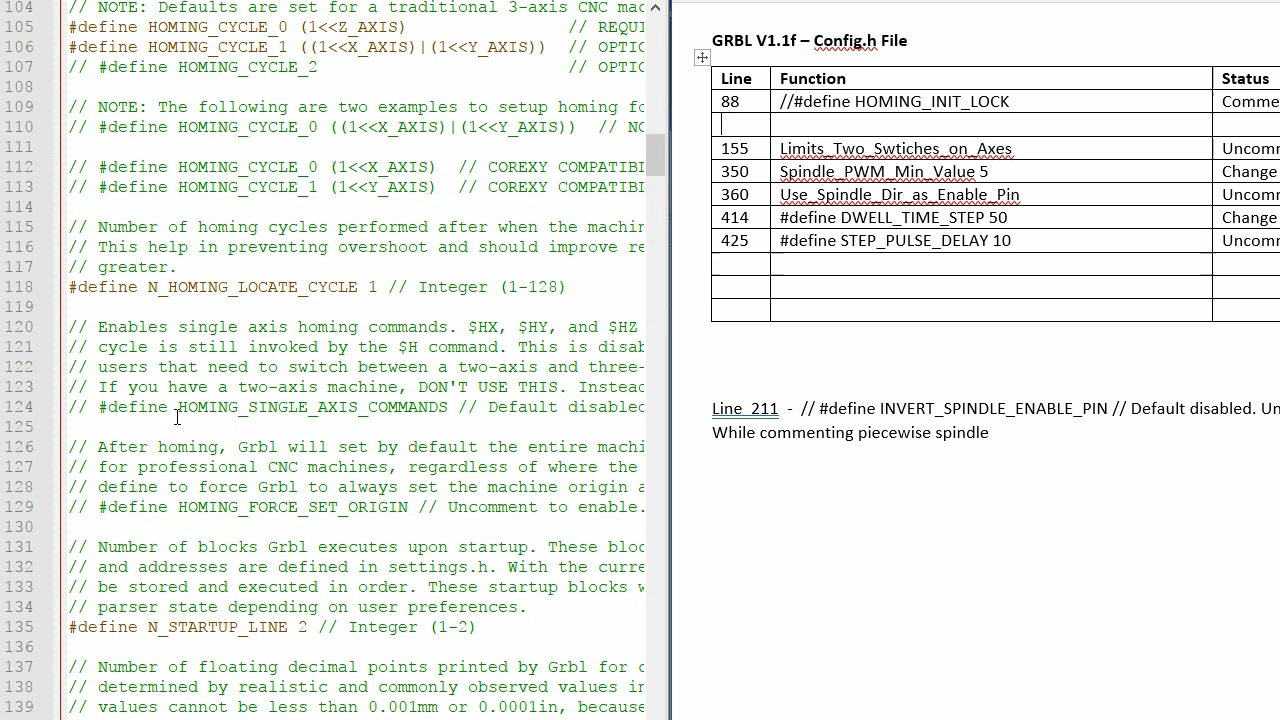 104 // NOTE: Defaults are set for a traditional 3-axis CNC mac
105 #define HOMING_CYCLE_0 (1<<Z_AXIS) // REQUI
106 #define HOMING_CYCLE_1 ((1<<X_AXIS)|(1<<Y_AXIS)) // OPTIO
107 // #define HOMING_CYCLE_2 // OPTIO
108
109 // NOTE: The following are two examples to setup homing fo
110 // #define HOMING_CYCLE_0 ((1<<X_AXIS)|(1<<Y_AXIS)) // NO
111
112 // #define HOMING_CYCLE_0 (1<<X_AXIS) // COREXY COMPATIBI
113 // #define HOMING_CYCLE_1 (1<<Y_AXIS) // COREXY COMPATIBI
114
115 // Number of homing cycles performed after when the machin
116 // This help in preventing overshoot and should improve re
117 // greater.
118 #define N_HOMING_LOCATE_CYCLE 1 // Integer (1-128)
119
120 // Enables single axis homing commands. $HX, $HY, and $HZ
121 // cycle is still invoked by the $H command. This is disab
122 // users that need to switch between a two-axis and three-
123 // If you have a two-axis machine, DON'T USE THIS. Instead
124 // #define HOMING_SINGLE_AXIS_COMMANDS // Default disabled
125
126 // After homing, Grbl will set by default the entire machi
127 // for professional CNC machines, regardless of where the
128 // define to force Grbl to always set the machine origin a
129 // #define HOMING_FORCE_SET_ORIGIN // Uncomment to enable.
130
131 // Number of blocks Grbl executes upon startup. These bloc
132 // and addresses are defined in settings.h. With the curre
133 // be stored and executed in order. These startup blocks w
134 // parser state depending on user preferences.
135 #define N_STARTUP_LINE 2 // Integer (1-2)
136
137 // Number of floating decimal points printed by Grbl for c
138 // determined by realistic and commonly observed values in
139 // values cannot be less than 0.001mm or 0.0001in, because
GRBL V1.1f – Config.h File
Line Function Status
88 //#define HOMING_INIT_LOCK Comme
155 Limits_Two_Swtiches_on_Axes Uncomm
350 Spindle_PWM_Min_Value 5 Change
360 Use_Spindle_Dir_as_Enable_Pin Uncomm
414 #define DWELL_TIME_STEP 50 Change
425 #define STEP_PULSE_DELAY 10 Uncomm
Line 211 - // #define INVERT_SPINDLE_ENABLE_PIN // Default disabled. Un
While commenting piecewise spindle